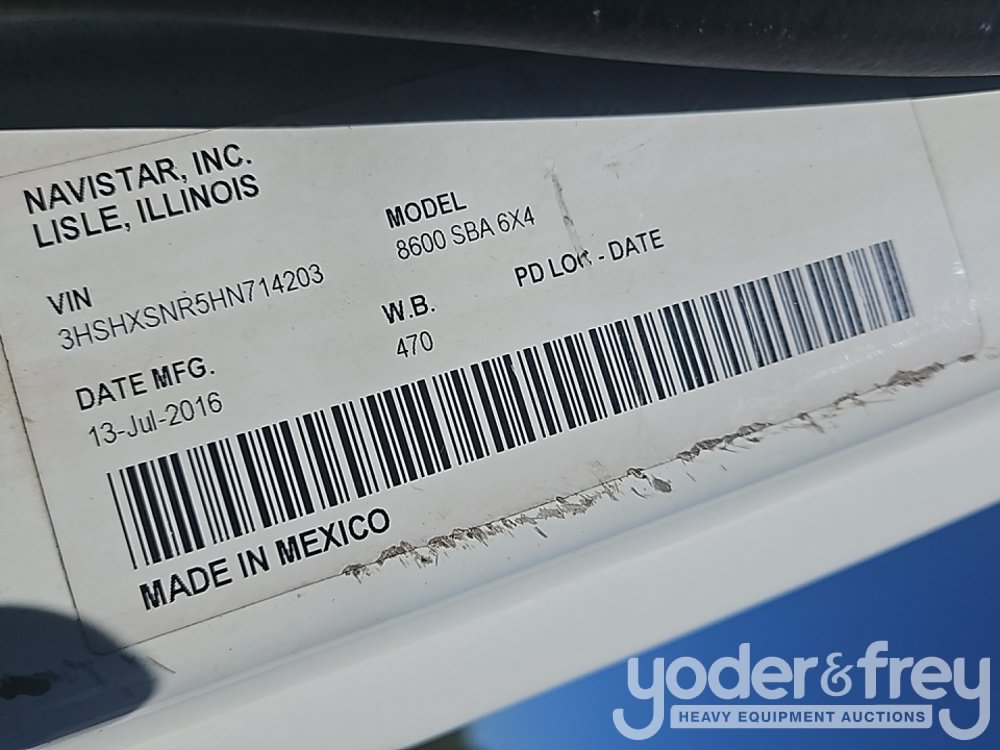 NAVISTAR, INC.
LISLE, ILLINOIS
MODEL
8600 SBA 6X4
VIN
3HSHXSNR5HN714203
W.B.
470
PD LOC - DATE
DATE MFG.
13-Jul-2016
MADE IN MEXICO
yoder&frey
HEAVY EQUIPMENT AUCTIONS